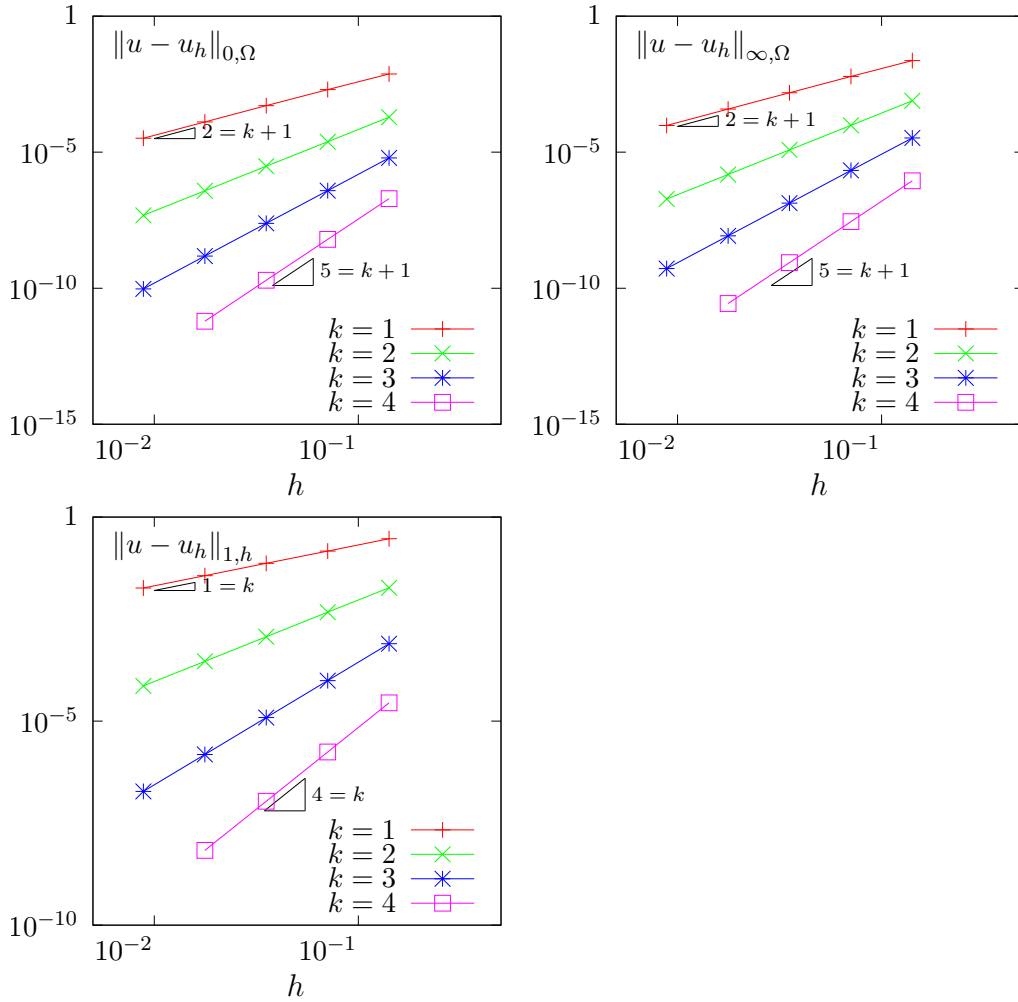 1
‖u − u_h‖_{0,Ω}
2 = k + 1
10^{-5}
10^{-10}
5 = k + 1
k = 1
k = 2
k = 3
k = 4
10^{-15}
10^{-2}
10^{-1}
h
1
‖u − u_h‖_{∞,Ω}
2 = k + 1
10^{-5}
10^{-10}
5 = k + 1
k = 1
k = 2
k = 3
k = 4
10^{-15}
10^{-2}
10^{-1}
h
1
‖u − u_h‖_{1,h}
1 = k
10^{-5}
4 = k
k = 1
k = 2
k = 3
k = 4
10^{-10}
10^{-2}
10^{-1}
h